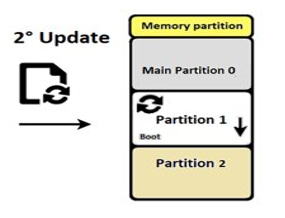 2° Update
Memory partition
Main Partition 0
Partition 1
Boot
Partition 2